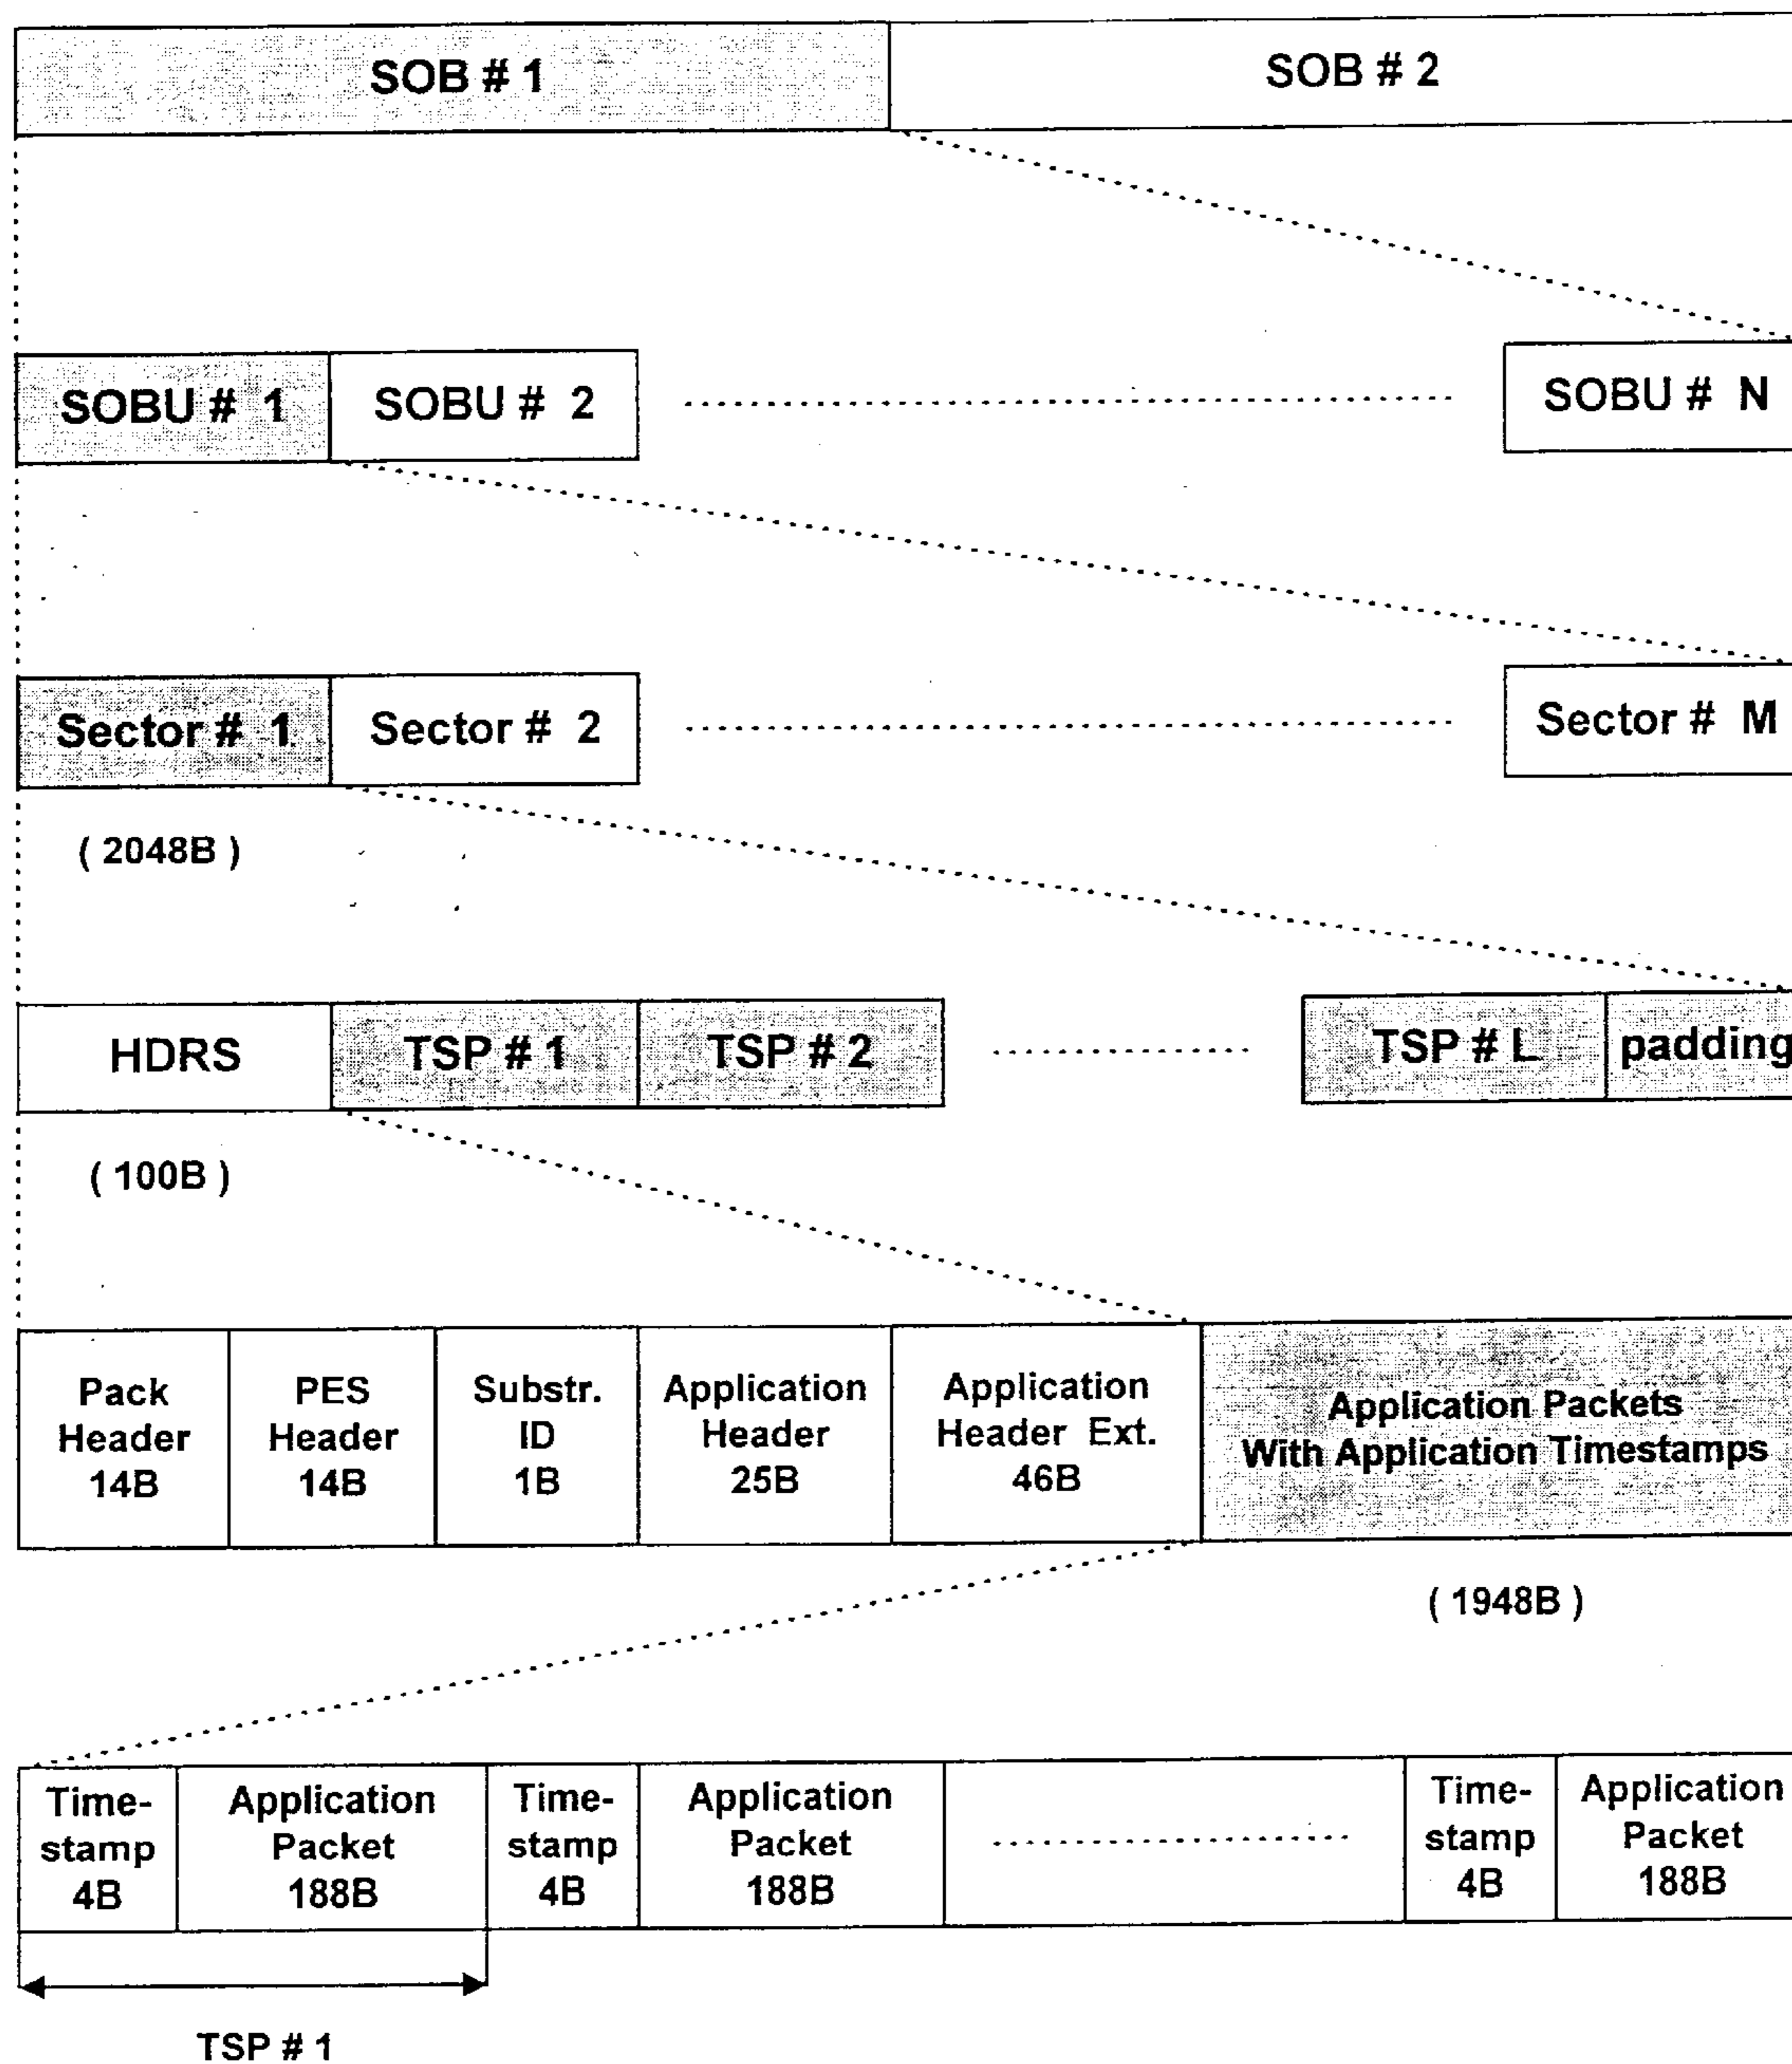 SOB # 1
SOB # 2
SOBU # 1
SOBU # 2
SOBU # N
Sector # 1
Sector # 2
Sector # M
( 2048B )
HDRS
TSP # 1
TSP # 2
TSP # L
padding
( 100B )
Pack
Header
14B
PES
Header
14B
Substr.
ID
1B
Application
Header
25B
Application
Header Ext.
46B
Application Packets
With Application Timestamps
( 1948B )
Time-
stamp
4B
Application
Packet
188B
Time-
stamp
4B
Application
Packet
188B
Time-
stamp
4B
Application
Packet
188B
TSP # 1